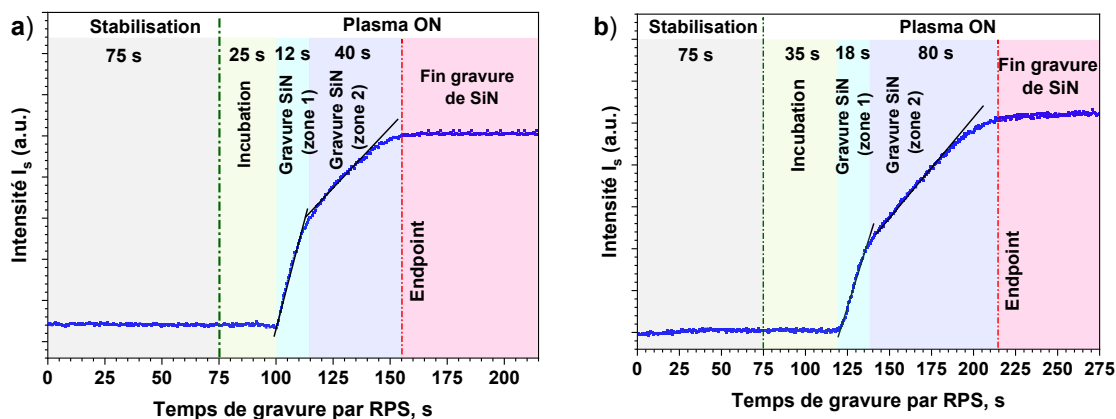 a)
Stabilisation
Plasma ON
75 s
25 s
12 s
40 s
Incubation
Gravure SiN
(zone 1)
Gravure SiN
(zone 2)
Fin gravure
de SiN
Endpoint
Intensité Is (a.u.)
0 25 50 75 100 125 150 175 200
Temps de gravure par RPS, s
b)
Stabilisation
Plasma ON
75 s
35 s
18 s
80 s
Incubation
Gravure SiN
(zone 1)
Gravure SiN
(zone 2)
Fin gravure
de SiN
Endpoint
Intensité Is (a.u.)
0 25 50 75 100 125 150 175 200 225 250 275
Temps de gravure par RPS, s